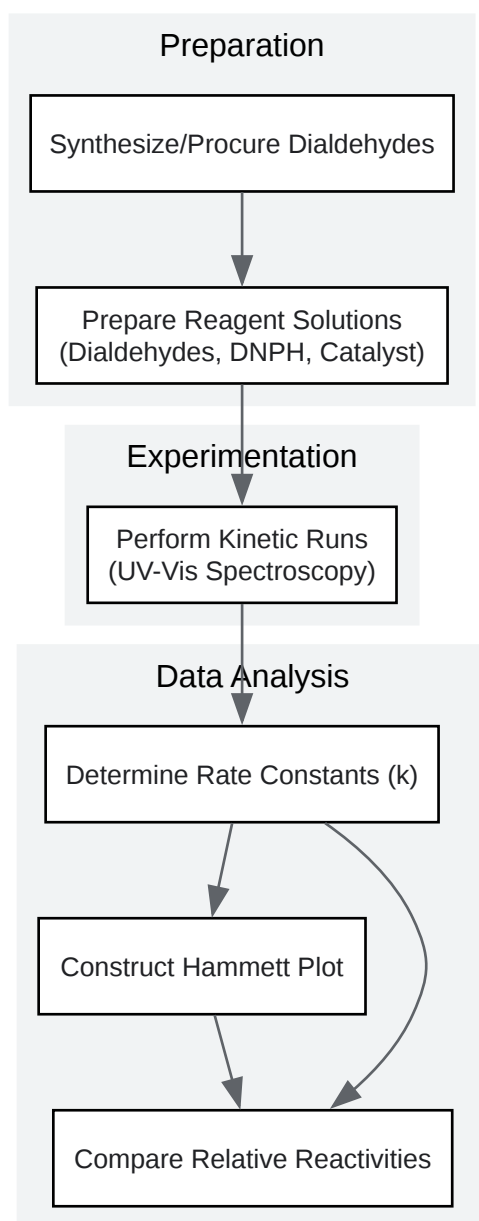 Preparation
Synthesize/Procure Dialdehydes
Prepare Reagent Solutions
(Dialdehydes, DNPH, Catalyst)
Experimentation
Perform Kinetic Runs
(UV-Vis Spectroscopy)
Data Analysis
Determine Rate Constants (k)
Construct Hammett Plot
Compare Relative Reactivities